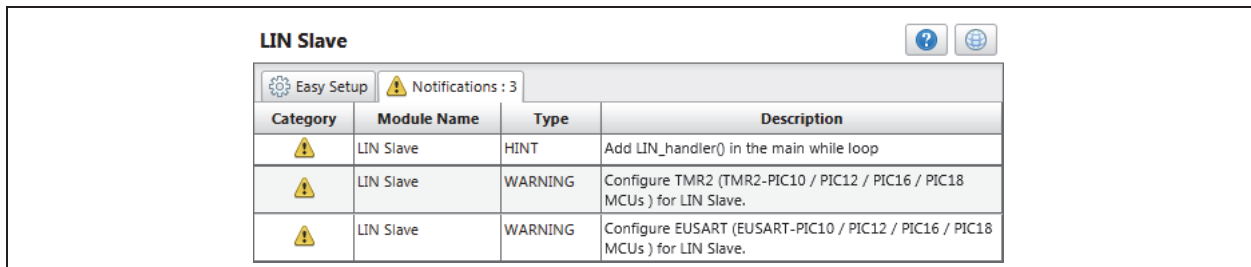 LIN Slave
Easy Setup
Notifications : 3
Category Module Name Type Description
LIN Slave HINT Add LIN_handler() in the main while loop
LIN Slave WARNING Configure TMR2 (TMR2-PIC10 / PIC12 / PIC16 / PIC18
MCUs ) for LIN Slave.
LIN Slave WARNING Configure EUSART (EUSART-PIC10 / PIC12 / PIC16 / PIC18
MCUs ) for LIN Slave.